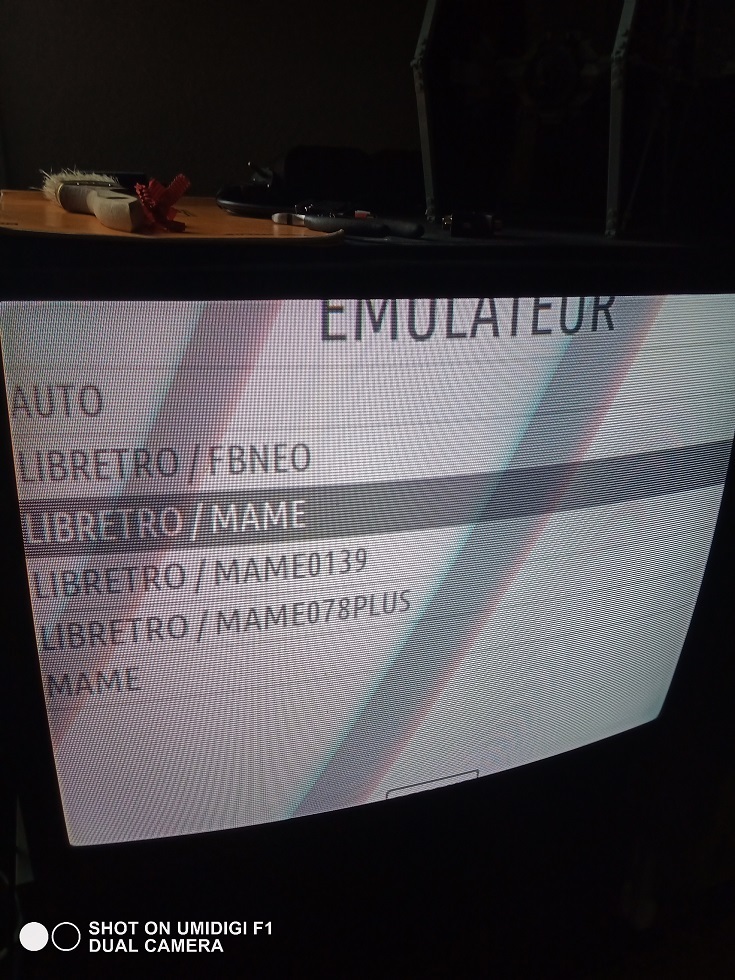 EMULATEUR
AUTO
LIBRETRO / FBNEO
LIBRETRO / MAME
LIBRETRO / MAME0139
LIBRETRO / MAME078PLUS
MAME
SHOT ON UMIDIGI F1
DUAL CAMERA